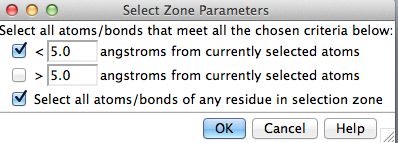 Select Zone Parameters
Select all atoms/bonds that meet all the chosen criteria below:
< 5.0 angstroms from currently selected atoms
> 5.0 angstroms from currently selected atoms
Select all atoms/bonds of any residue in selection zone
OK Cancel Help